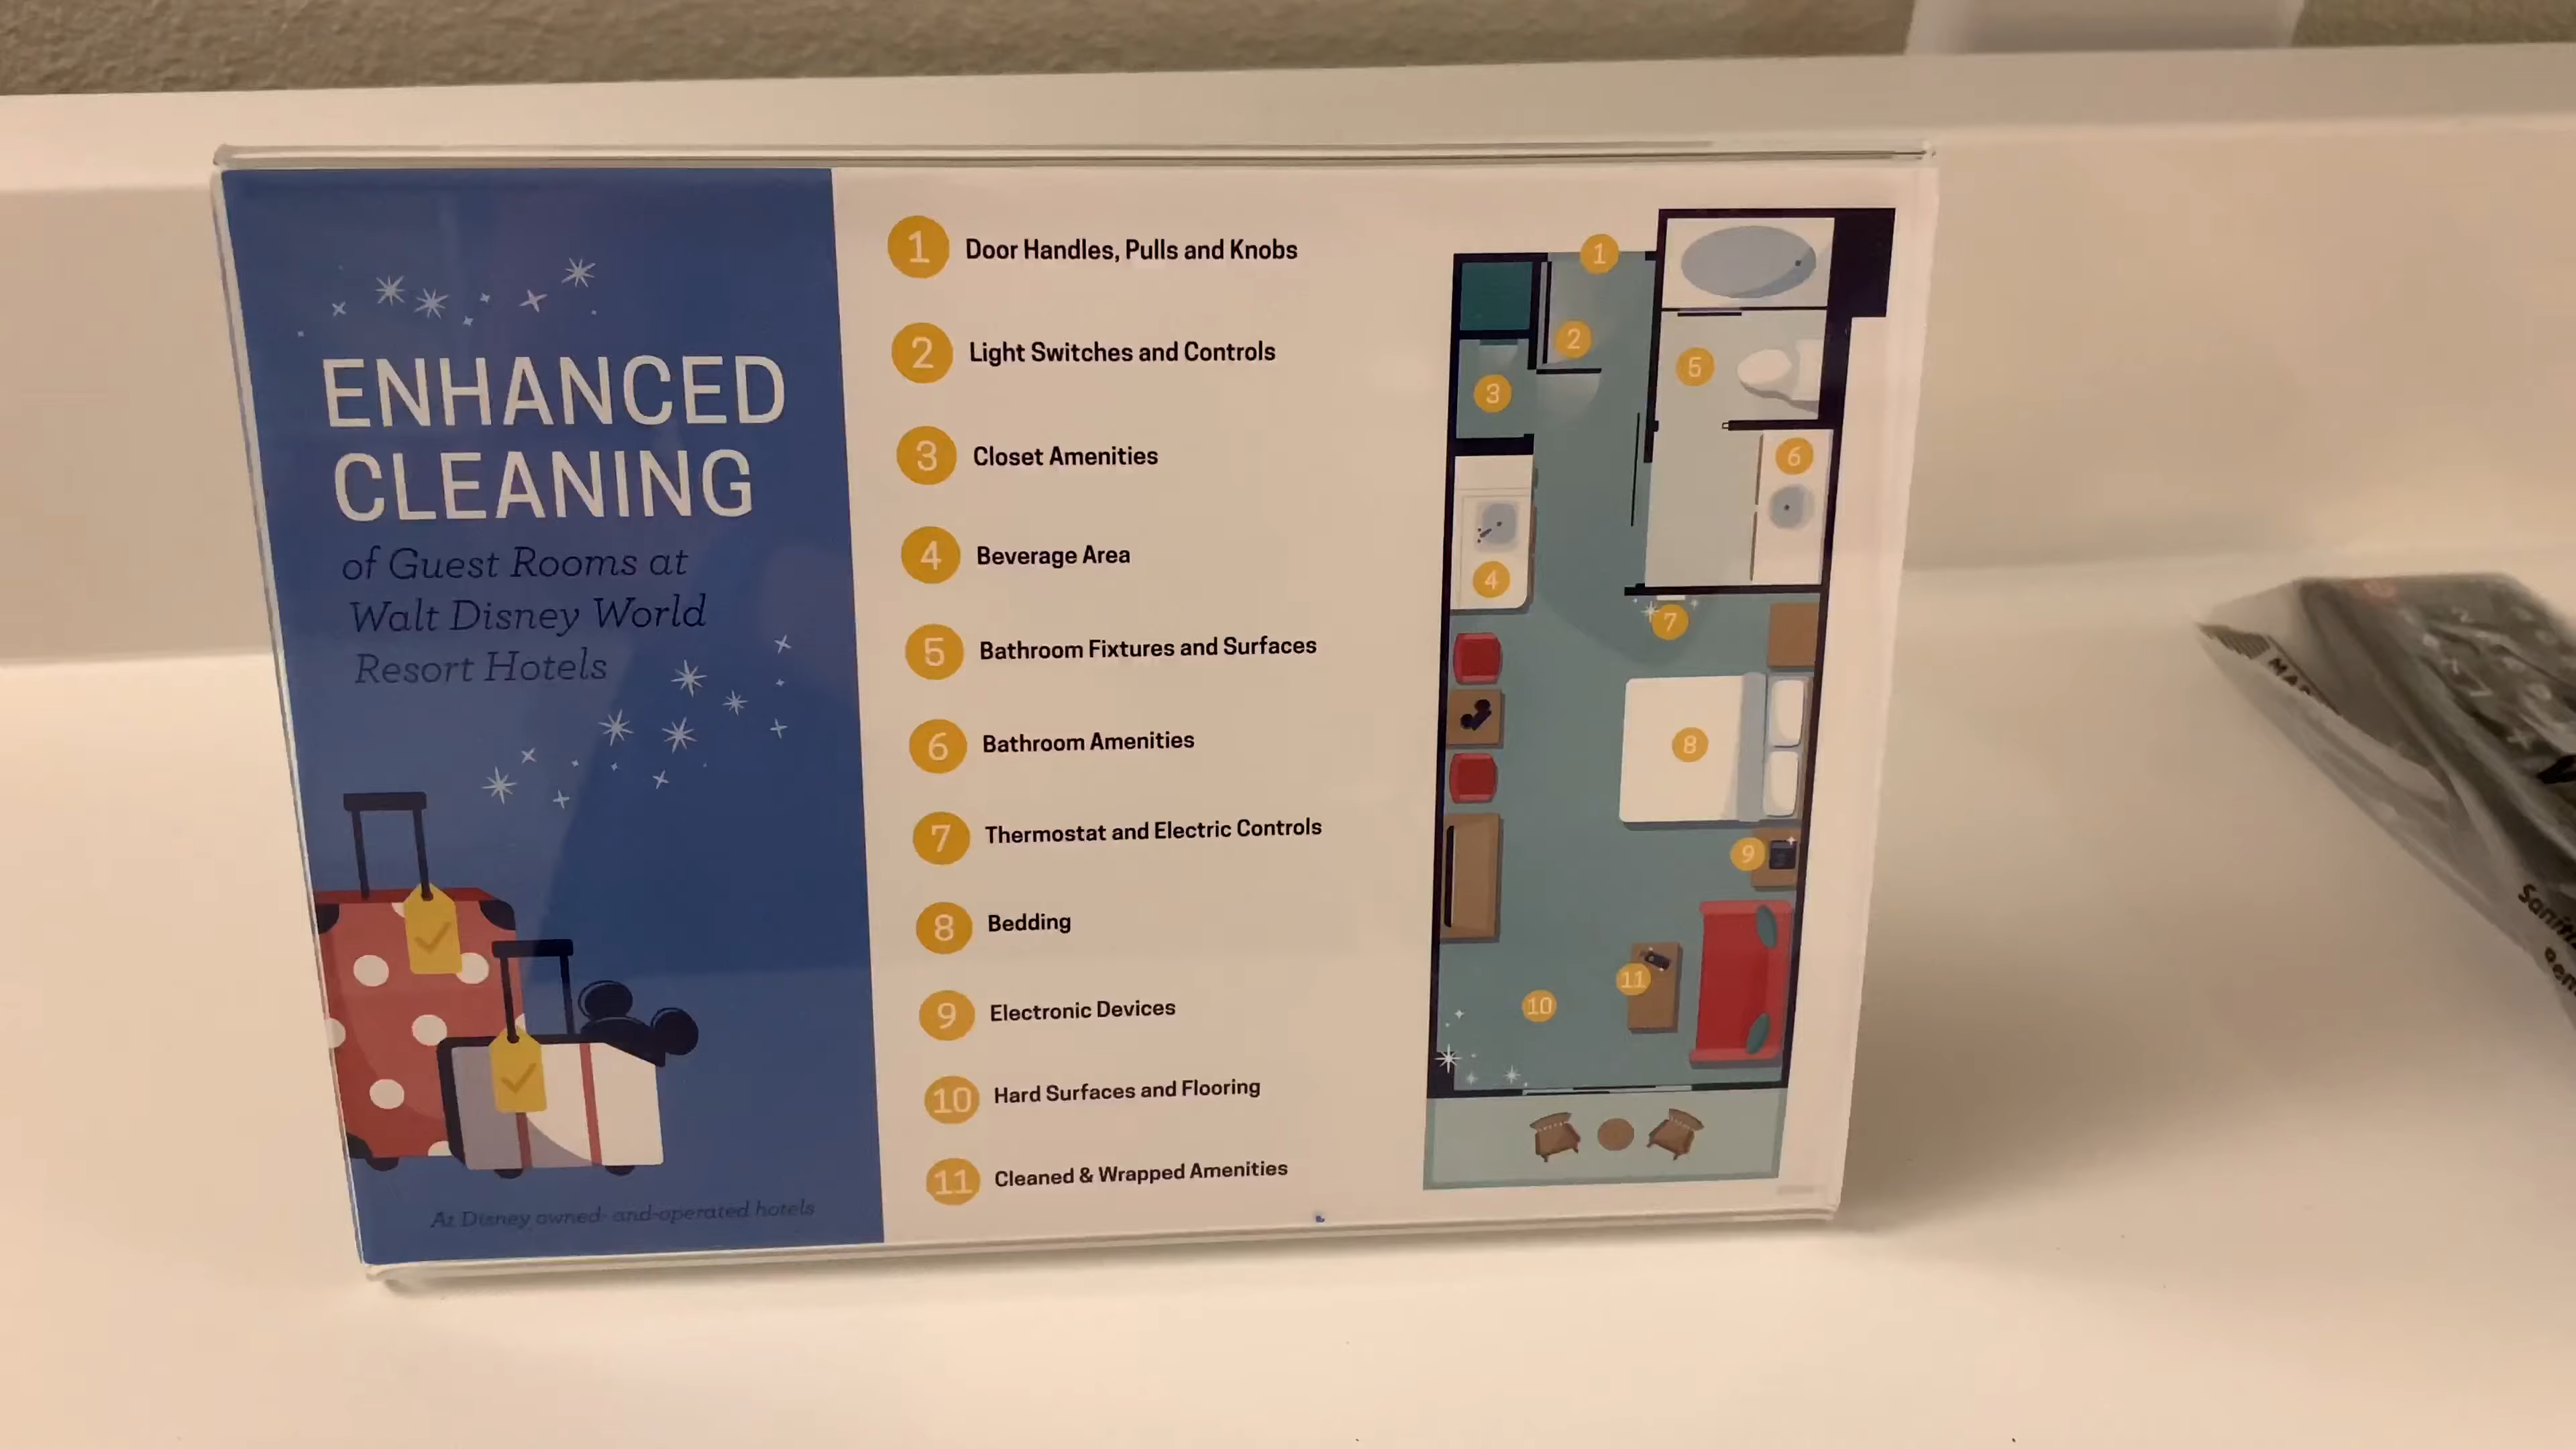 ENHANCED
CLEANING
of Guest Rooms at
Walt Disney World
Resort Hotels
At Disney owned- and-operated hotels
1 Door Handles, Pulls and Knobs
2 Light Switches and Controls
3 Closet Amenities
4 Beverage Area
5 Bathroom Fixtures and Surfaces
6 Bathroom Amenities
7 Thermostat and Electric Controls
8 Bedding
9 Electronic Devices
10 Hard Surfaces and Flooring
11 Cleaned & Wrapped Amenities
1
2
3
5
6
4
7
8
9
11
10